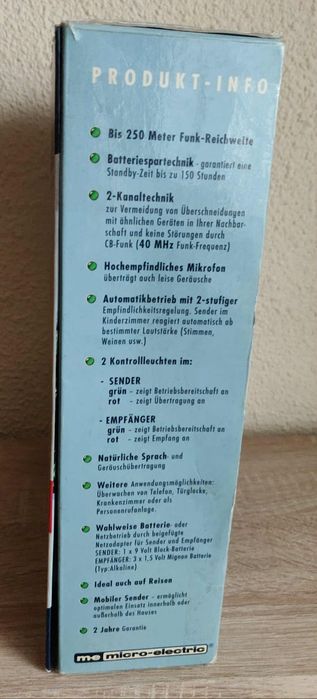 PRODUKT-INFO
Bis 250 Meter Funk-Reichweite
Batteriespartechnik - garantiert eine
Standby-Zeit bis zu 150 Stunden
2-Kanaltechnik
zur Vermeidung von Überschneidungen
mit ähnlichen Geräten in Ihrer Nachbar-
schaft und keine Störungen durch
CB-Funk (40 MHz Funk-Frequenz)
Hochempfindliches Mikrofon
überträgt auch leise Geräusche
Automatikbetrieb mit 2-stufiger
Empfindlichkeitsregelung. Sender im
Kinderzimmer reagiert automatisch ab
bestimmter Lautstärke (Stimmen,
Weinen usw.)
2 Kontrolleuchten im:
- SENDER
grün - zeigt Betriebsbereitschaft an
rot - zeigt Übertragung an
- EMPFÄNGER
grün - zeigt Betriebsbereitschaft an
rot - zeigt Empfang an
Natürliche Sprach- und
Geräuschübertragung
Weitere Anwendungsmöglichkeiten:
Überwachen von Telefon, Türglocke,
Krankenzimmer oder als
Personenrufanlage.
Wahlweise Batterie- oder
Netzbetrieb durch beigefügte
Netzadapter für Sender und Empfänger
SENDER: 1 x 9 Volt Block-Batterie
EMPFÄNGER: 3 x 1,5 Volt Mignon Batterie
(Typ:Alkaline)
Ideal auch auf Reisen
Mobiler Sender - ermöglicht
optimalen Einsatz innerhalb oder
außerhalb des Hauses
2 Jahre Garantie
me micro-electric®